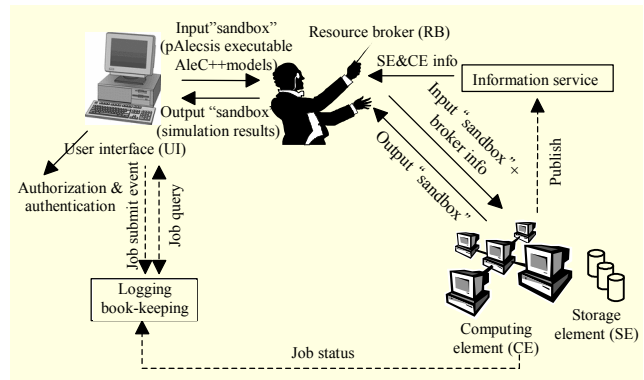 Input"sandbox"
(pAlecsis executable
AleC++models)
Resource broker (RB)
SE&CE info
Information service
Output "sandbox"
(simulation results)
User interface (UI)
Authorization &
authentication
Job submit event
Job query
Input "sandbox" ×
broker info
Output "sandbox"
Publish
Logging
book-keeping
Computing
element (CE)
Storage
element (SE)
Job status